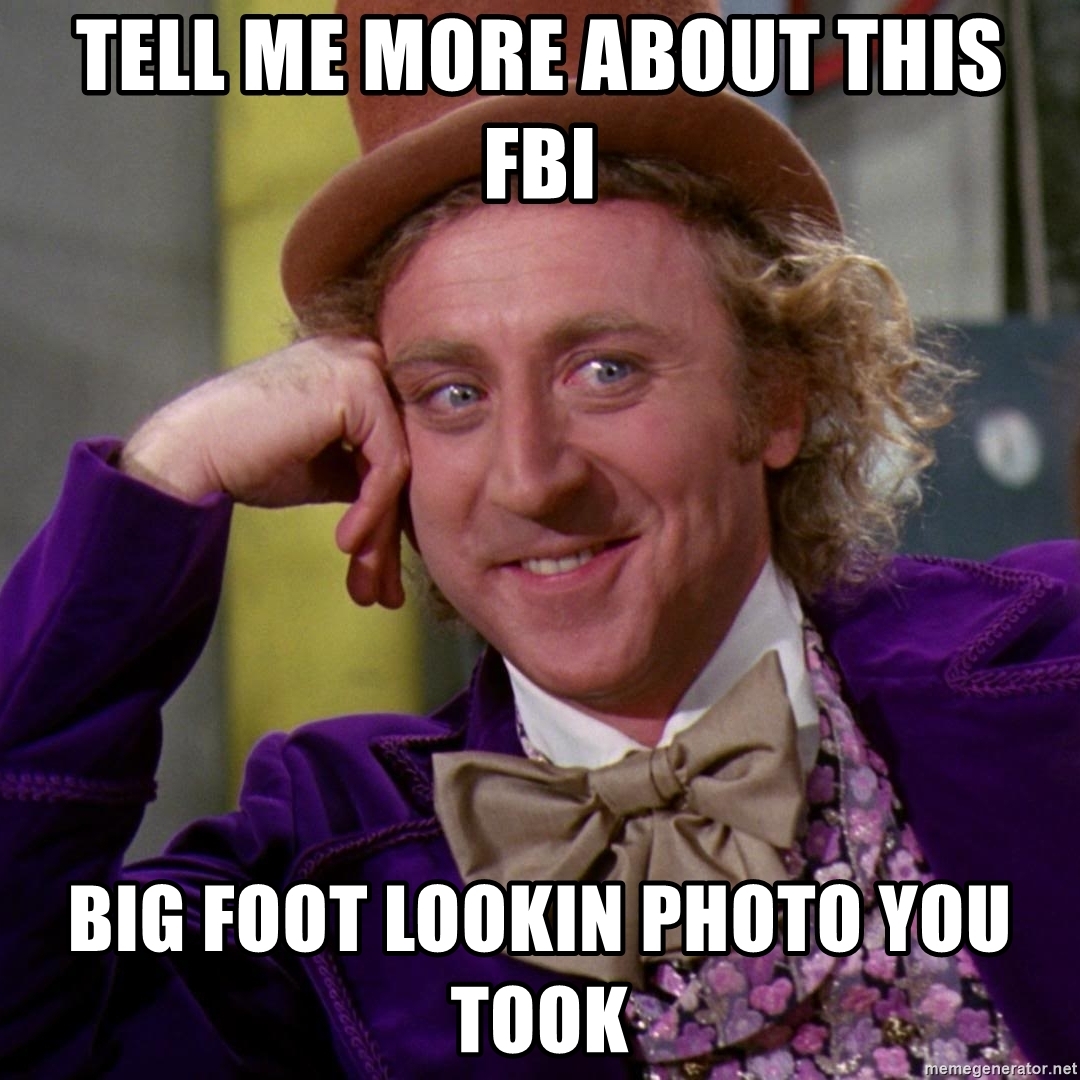 TELL ME MORE ABOUT THIS
FBI
BIG FOOT LOOKIN PHOTO YOU
TOOK
memegenerator.net